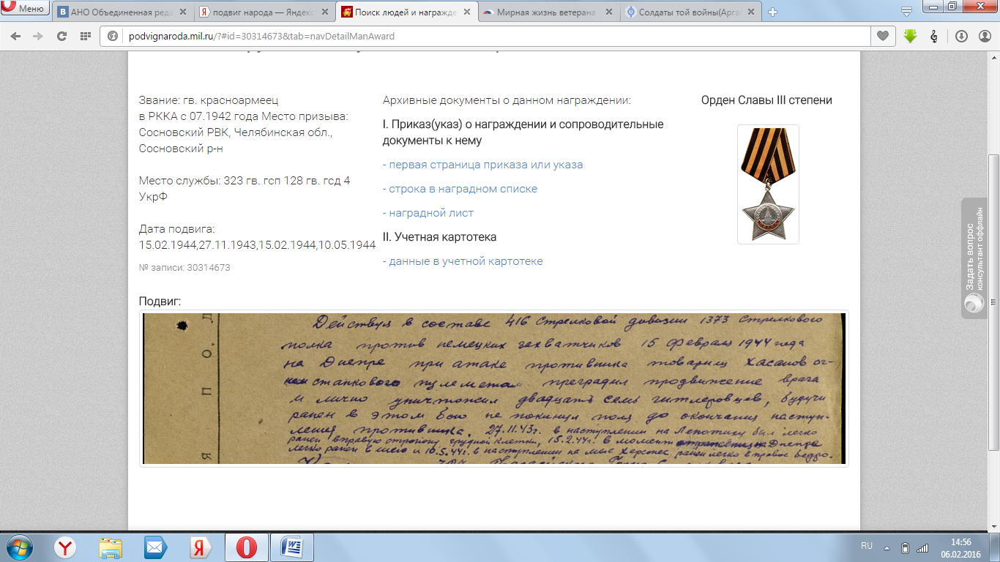 Меню
АНО Объединенная реда
подвиг народа — Яндекс
Поиск людей и награжде
Мирная жизнь ветерана
Солдаты той войны(Арга
podvignaroda.mil.ru/?#id=30314673&tab=navDetailManAward
Звание: гв. красноармеец
в РККА с 07.1942 года Место призыва:
Сосновский РВК, Челябинская обл.,
Сосновский р-н
Место службы: 323 гв. гсп 128 гв. гсд 4
УкрФ
Дата подвига:
15.02.1944,27.11.1943,15.02.1944,10.05.1944
№ записи: 30314673
Архивные документы о данном награждении:
I. Приказ(указ) о награждении и сопроводительные
документы к нему
- первая страница приказа или указа
- строка в наградном списке
- наградной лист
II. Учетная картотека
- данные в учетной картотеке
Орден Славы III степени
Задать вопрос
консультант оффлайн
Подвиг:
Действуя в составе 416 Стрелковой дивизии 1373 Стрелкового
полка против немецких захватчиков 15 февраля 1944 года
на Днепре при атаке противника товарищ Хасанов ог-
нем станкового пулемета преградил продвижение врага
и лично уничтожил двадцать семь гитлеровцев, будучи
ранен в этом бою не покинул поля до окончания наступ-
ления противника. 27.11.43г. в наступлении на Лепотиху был легко
ранен в правую сторону грудной клетки, 15.2.44г. в момент на Днепре
легко ранен в шею и 10.5.44г. в наступлении на мыс Херсонес ранен легко в правое бедро.
Я П О Д
RU
14:56
06.02.2016